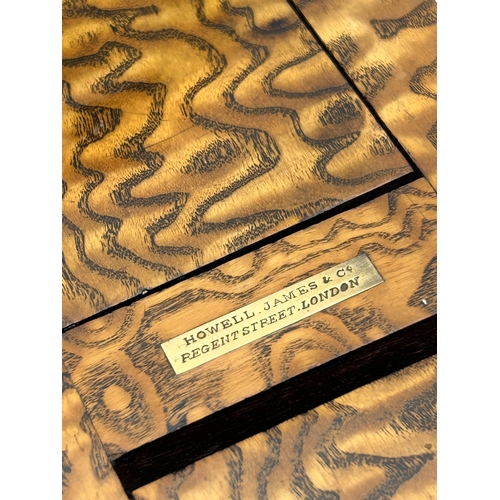 HOWELL. JAMES & Co
REGENT STREET. LONDON